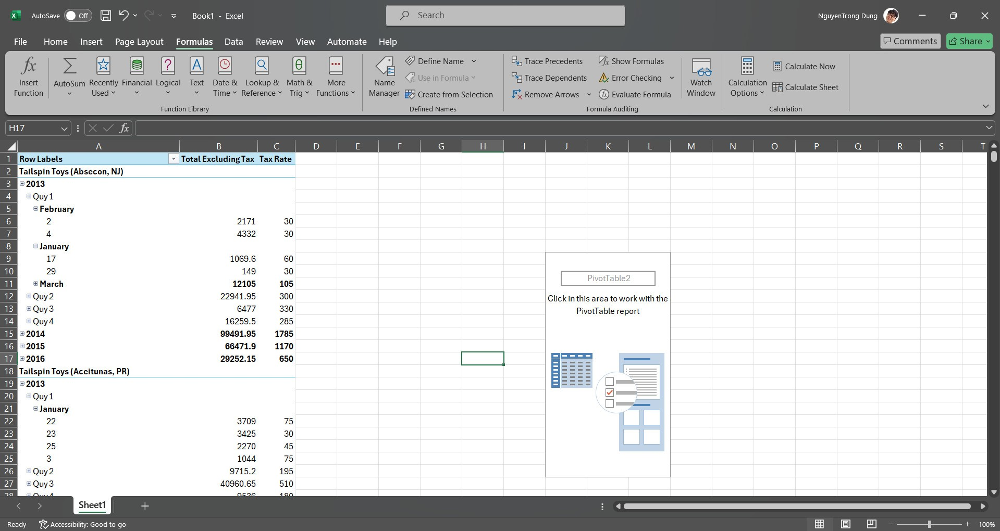 AutoSave Off Book1 - Excel Search NguyenTrong Dung
File Home Insert Page Layout Formulas Data Review View Automate Help Comments Share
Insert Function
AutoSum
Recently Used
Financial
Logical
Text
Date & Time
Lookup & Reference
Math & Trig
More Functions
Function Library
Name Manager
Define Name
Use in Formula
Create from Selection
Defined Names
Trace Precedents
Trace Dependents
Remove Arrows
Show Formulas
Error Checking
Evaluate Formula
Formula Auditing
Watch Window
Calculation Options
Calculate Now
Calculate Sheet
Calculation
H17 fx
A B C D E F G H I J K L M N O P Q R S T
1 Row Labels Total Excluding Tax Tax Rate
2 Tailspin Toys (Absecon, NJ)
3 2013
4 Quy 1
5 February
6 2 2171 30
7 4 4332 30
8 January
9 17 1069.6 60
10 29 149 30
11 March 12105 105
12 Quy 2 22941.95 300
13 Quy 3 6477 330
14 Quy 4 16259.5 285
15 2014 99491.95 1785
16 2015 66471.9 1170
17 2016 29252.15 650
18 Tailspin Toys (Aceitunas, PR)
19 2013
20 Quy 1
21 January
22 22 3709 75
23 23 3425 30
24 25 2270 45
25 3 1044 75
26 Quy 2 9715.2 195
27 Quy 3 40960.65 510
28 Quy 4 9536 180
PivotTable2
Click in this area to work with the
PivotTable report
Sheet1
Ready Accessibility: Good to go 100%